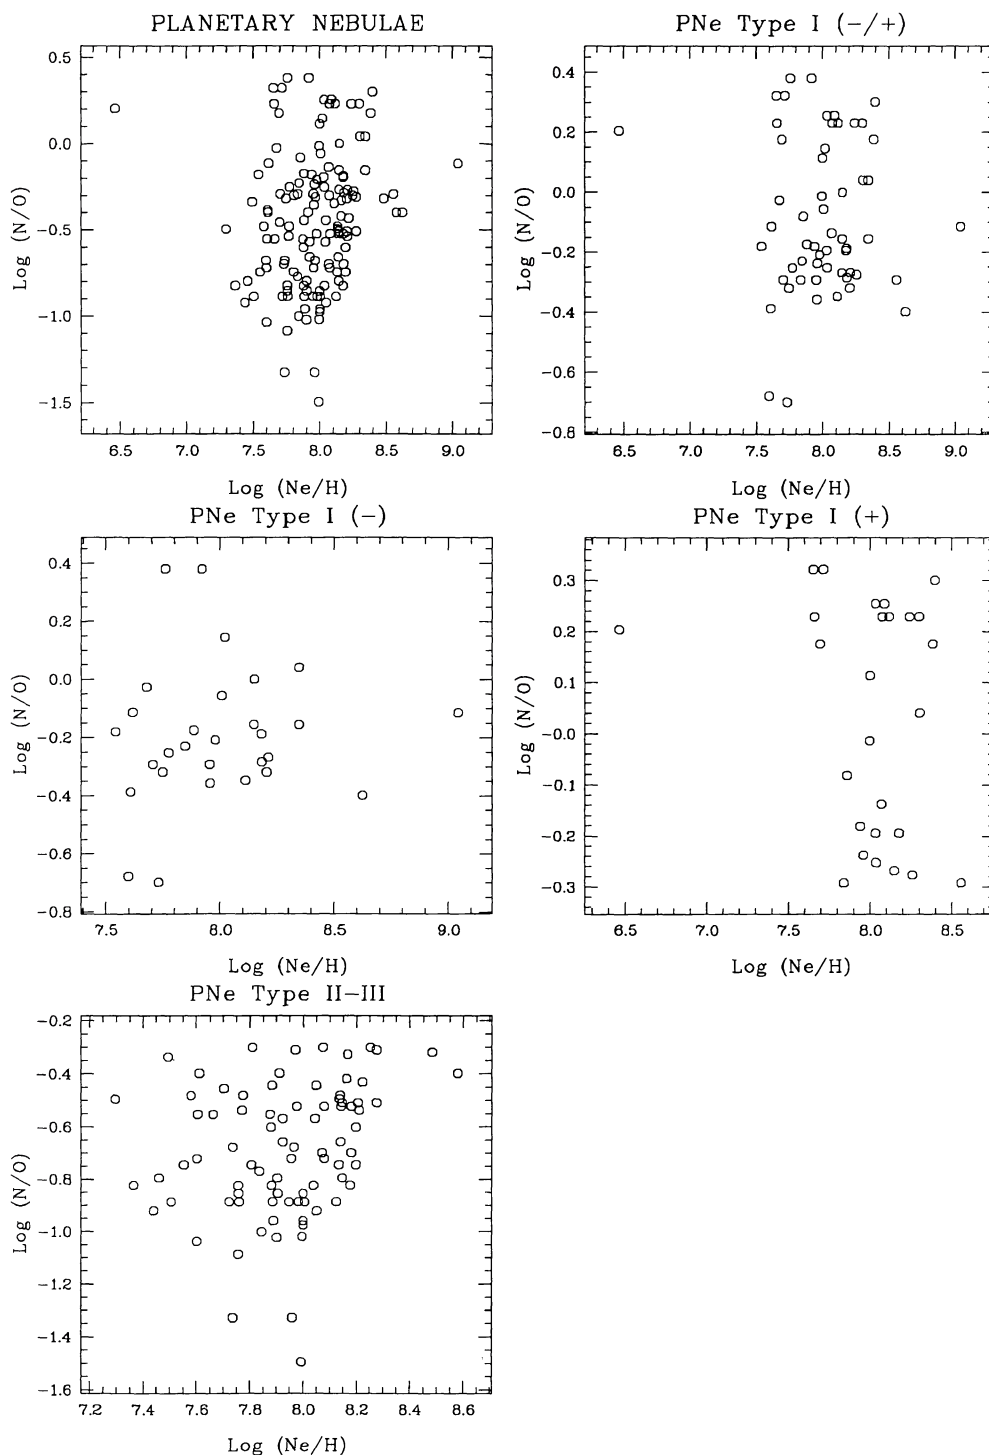 PLANETARY NEBULAE
0.5
0.0
−0.5
−1.0
−1.5
Log (N/O)
6.5 7.0 7.5 8.0 8.5 9.0
Log (Ne/H)
PNe Type I (−/+)
0.4
0.2
0.0
−0.2
−0.4
−0.6
−0.8
Log (N/O)
6.5 7.0 7.5 8.0 8.5 9.0
Log (Ne/H)
PNe Type I (−)
0.4
0.2
0.0
−0.2
−0.4
−0.6
−0.8
Log (N/O)
7.5 8.0 8.5 9.0
Log (Ne/H)
PNe Type I (+)
0.3
0.2
0.1
−0.0
−0.1
−0.2
−0.3
Log (N/O)
6.5 7.0 7.5 8.0 8.5
Log (Ne/H)
PNe Type II−III
−0.2
−0.4
−0.6
−0.8
−1.0
−1.2
−1.4
−1.6
Log (N/O)
7.2 7.4 7.6 7.8 8.0 8.2 8.4 8.6
Log (Ne/H)